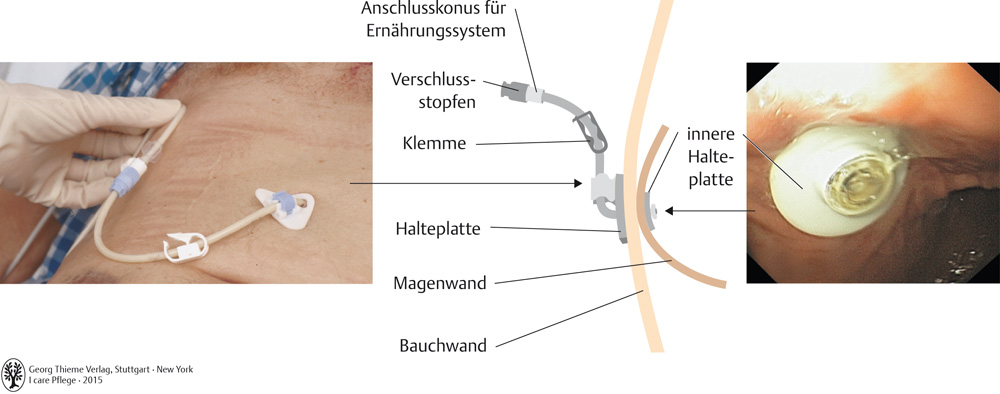 Anschlusskonus für
Ernährungssystem
Verschluss-
stopfen
Klemme
innere
Halte-
platte
Halteplatte
Magenwand
Bauchwand
Georg Thieme Verlag, Stuttgart · New York
I care Pflege · 2015